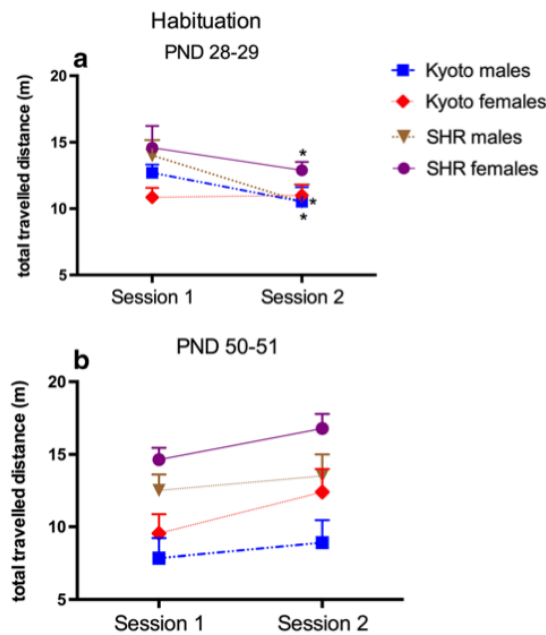 Habituation
a
PND 28-29
total travelled distance (m)
20
15
10
5
*
*
*
Session 1
Session 2
Kyoto males
Kyoto females
SHR males
SHR females
b
PND 50-51
total travelled distance (m)
20
15
10
5
Session 1
Session 2